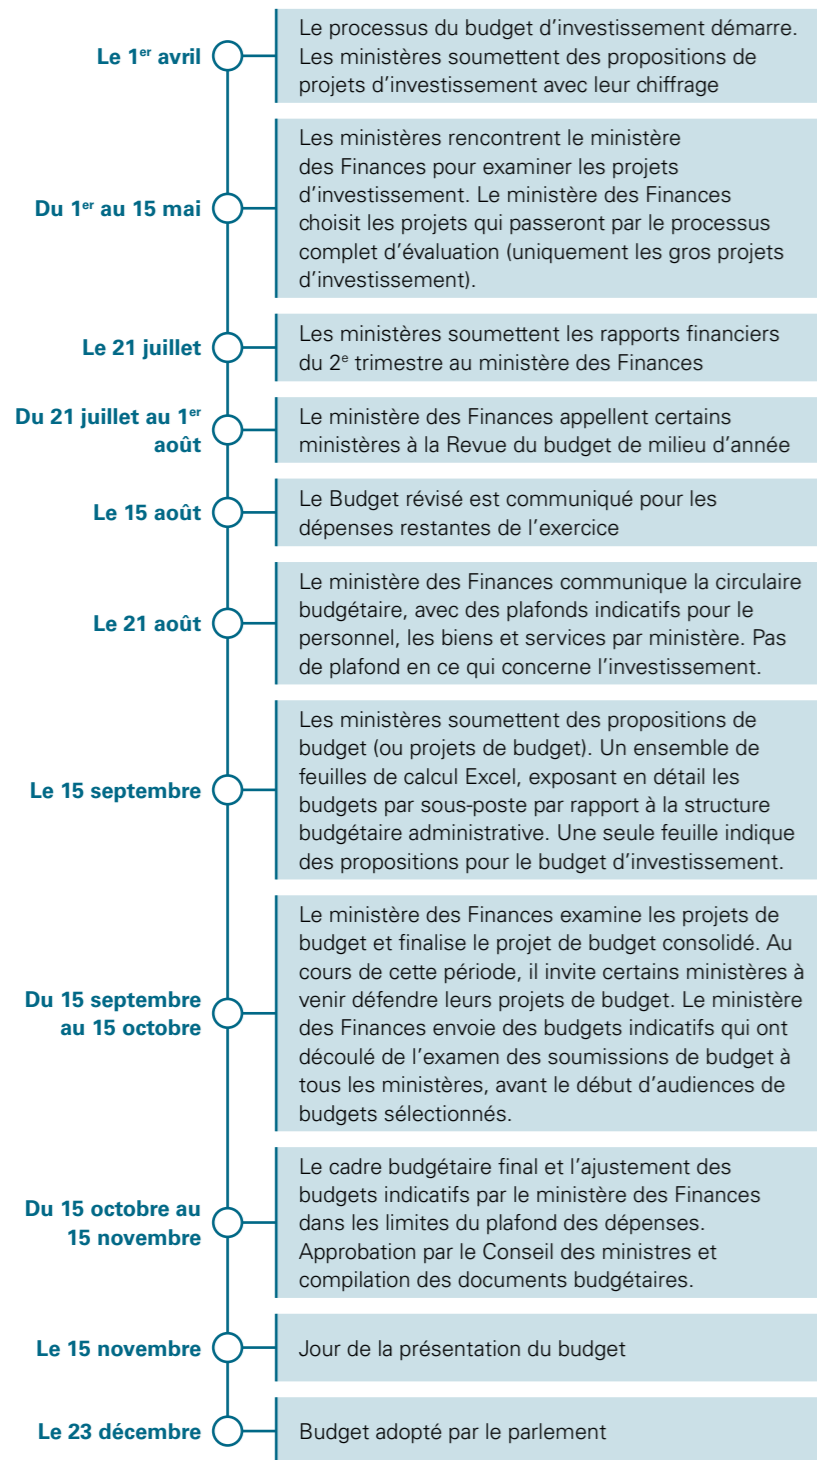 Le 1er avril
Le processus du budget d’investissement démarre.
Les ministères soumettent des propositions de
projets d’investissement avec leur chiffrage
Du 1er au 15 mai
Les ministères rencontrent le ministère
des Finances pour examiner les projets
d’investissement. Le ministère des Finances
choisit les projets qui passeront par le processus
complet d’évaluation (uniquement les gros projets
d’investissement).
Le 21 juillet
Les ministères soumettent les rapports financiers
du 2e trimestre au ministère des Finances
Du 21 juillet au 1er
août
Le ministère des Finances appellent certains
ministères à la Revue du budget de milieu d’année
Le 15 août
Le Budget révisé est communiqué pour les
dépenses restantes de l’exercice
Le 21 août
Le ministère des Finances communique la circulaire
budgétaire, avec des plafonds indicatifs pour le
personnel, les biens et services par ministère. Pas
de plafond en ce qui concerne l’investissement.
Le 15 septembre
Les ministères soumettent des propositions de
budget (ou projets de budget). Un ensemble de
feuilles de calcul Excel, exposant en détail les
budgets par sous-poste par rapport à la structure
budgétaire administrative. Une seule feuille indique
des propositions pour le budget d’investissement.
Du 15 septembre
au 15 octobre
Le ministère des Finances examine les projets de
budget et finalise le projet de budget consolidé. Au
cours de cette période, il invite certains ministères à
venir défendre leurs projets de budget. Le ministère
des Finances envoie des budgets indicatifs qui ont
découlé de l’examen des soumissions de budget à
tous les ministères, avant le début d’audiences de
budgets sélectionnés.
Du 15 octobre au
15 novembre
Le cadre budgétaire final et l’ajustement des
budgets indicatifs par le ministère des Finances
dans les limites du plafond des dépenses.
Approbation par le Conseil des ministres et
compilation des documents budgétaires.
Le 15 novembre
Jour de la présentation du budget
Le 23 décembre
Budget adopté par le parlement